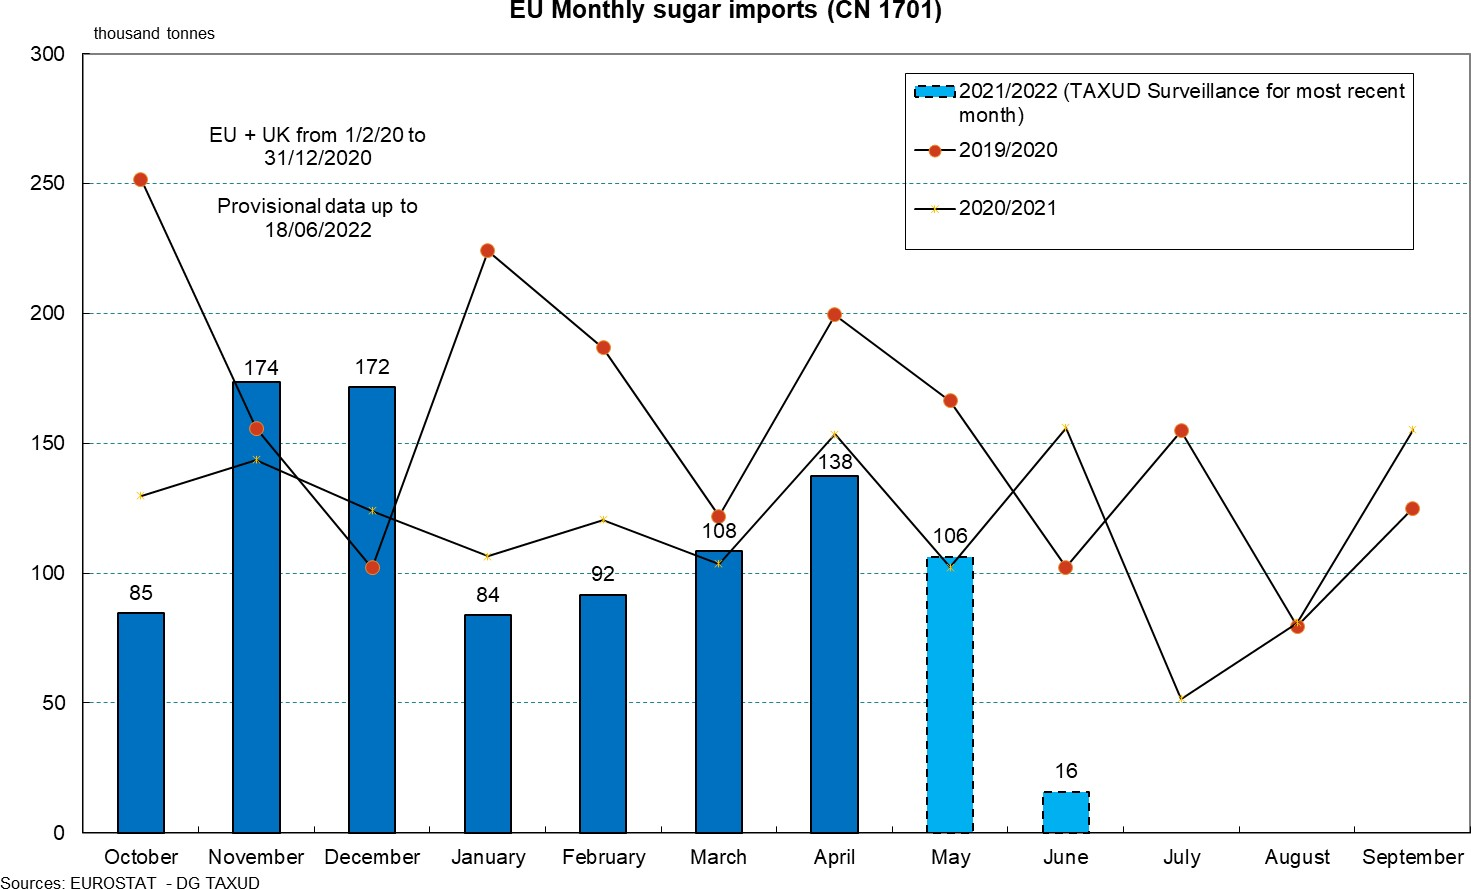 EU Monthly sugar imports (CN 1701)
thousand tonnes
300
250
200
150
100
50
0
EU + UK from 1/2/20 to
31/12/2020
Provisional data up to
18/06/2022
2021/2022 (TAXUD Surveillance for most recent
month)
2019/2020
2020/2021
85
174
172
84
92
108
138
106
16
October November December January February March April May June July August September
Sources: EUROSTAT - DG TAXUD